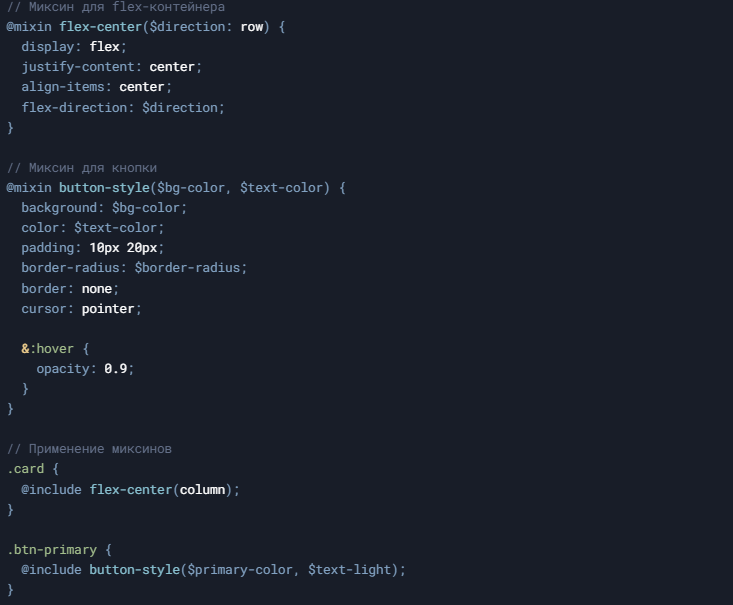 // Миксин для flex-контейнера
@mixin flex-center($direction: row) {
  display: flex;
  justify-content: center;
  align-items: center;
  flex-direction: $direction;
}

// Миксин для кнопки
@mixin button-style($bg-color, $text-color) {
  background: $bg-color;
  color: $text-color;
  padding: 10px 20px;
  border-radius: $border-radius;
  border: none;
  cursor: pointer;

  &:hover {
    opacity: 0.9;
  }
}

// Применение миксинов
.card {
  @include flex-center(column);
}

.btn-primary {
  @include button-style($primary-color, $text-light);
}